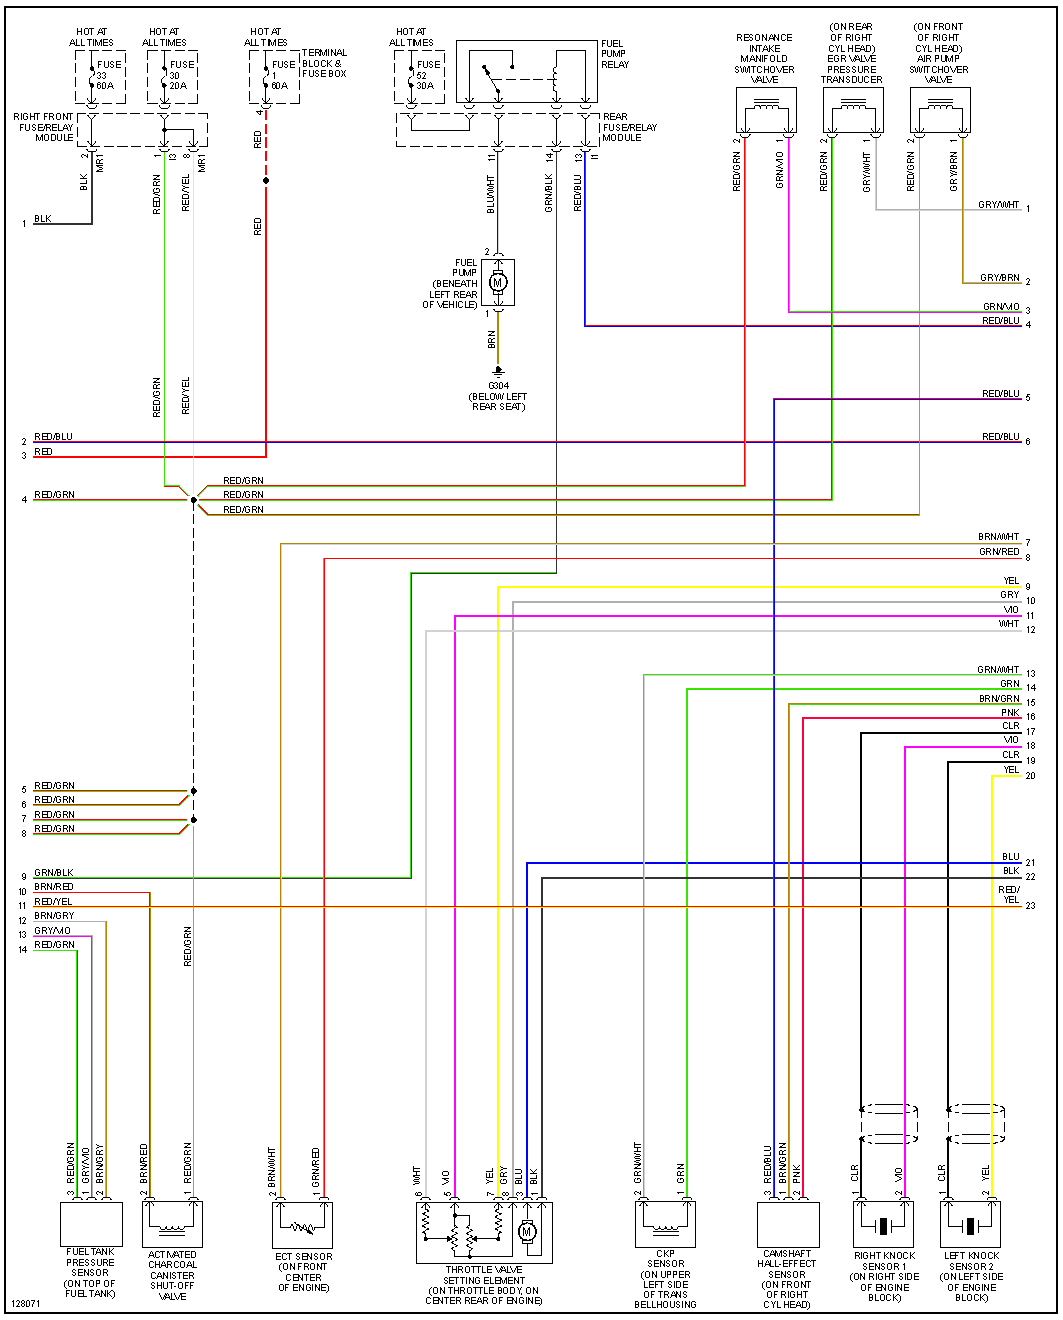 HOT AT
ALL TIMES
FUSE
33
60A
HOT AT
ALL TIMES
FUSE
30
20A
HOT AT
ALL TIMES
FUSE
1
60A
TERMINAL
BLOCK &
FUSE BOX
HOT AT
ALL TIMES
FUSE
52
30A
FUEL
PUMP
RELAY
RESONANCE
INTAKE
MANIFOLD
SWITCHOVER
VALVE
(ON REAR
OF RIGHT
CYL HEAD)
EGR VALVE
PRESSURE
TRANSDUCER
(ON FRONT
OF RIGHT
CYL HEAD)
AIR PUMP
SWITCHOVER
VALVE
RIGHT FRONT
FUSE/RELAY
MODULE
REAR
FUSE/RELAY
MODULE
2
MR1
1
I3
8
MR1
4
11
14
13
I1
2
1
2
1
2
1
BLK
RED/GRN
RED/YEL
RED
RED
BLU/WHT
GRN/BLK
RED/BLU
RED/GRN
GRN/VIO
RED/GRN
GRY/WHT
RED/GRN
GRY/BRN
1 BLK
GRY/WHT 1
GRY/BRN 2
GRN/VIO 3
RED/BLU 4
2
FUEL
PUMP
(BENEATH
LEFT REAR
OF VEHICLE)
M
1
BRN
G304
(BELOW LEFT
REAR SEAT)
RED/GRN
RED/YEL
RED/BLU 5
2 RED/BLU
RED/BLU 6
3 RED
4 RED/GRN
RED/GRN
RED/GRN
RED/GRN
BRN/WHT 7
GRN/RED 8
YEL 9
GRY 10
VIO 11
WHT 12
GRN/WHT 13
GRN 14
BRN/GRN 15
PNK 16
CLR 17
VIO 18
CLR 19
YEL 20
5 RED/GRN
6 RED/GRN
7 RED/GRN
8 RED/GRN
BLU 21
BLK 22
RED/
YEL 23
9 GRN/BLK
10 BRN/RED
11 RED/YEL
12 BRN/GRY
13 GRY/VIO
14 RED/GRN
RED/GRN
3 RED/GRN
1 GRY/VIO
2 BRN/GRY
2 BRN/RED
1 RED/GRN
2 BRN/WHT
1 GRN/RED
6 WHT
5 VIO
7 YEL
8 GRY
3 BLU
1 BLK
2 GRN/WHT
1 GRN
3 RED/BLU
1 BRN/GRN
2 PNK
1 CLR
2 VIO
1 CLR
2 YEL
M
FUEL TANK
PRESSURE
SENSOR
(ON TOP OF
FUEL TANK)
ACTIVATED
CHARCOAL
CANISTER
SHUT-OFF
VALVE
ECT SENSOR
(ON FRONT
CENTER
OF ENGINE)
THROTTLE VALVE
SETTING ELEMENT
(ON THROTTLE BODY, ON
CENTER REAR OF ENGINE)
CKP
SENSOR
(ON UPPER
LEFT SIDE
OF TRANS
BELLHOUSING
CAMSHAFT
HALL-EFFECT
SENSOR
(ON FRONT
OF RIGHT
CYL HEAD)
RIGHT KNOCK
SENSOR 1
(ON RIGHT SIDE
OF ENGINE
BLOCK)
LEFT KNOCK
SENSOR 2
(ON LEFT SIDE
OF ENGINE
BLOCK)
128071